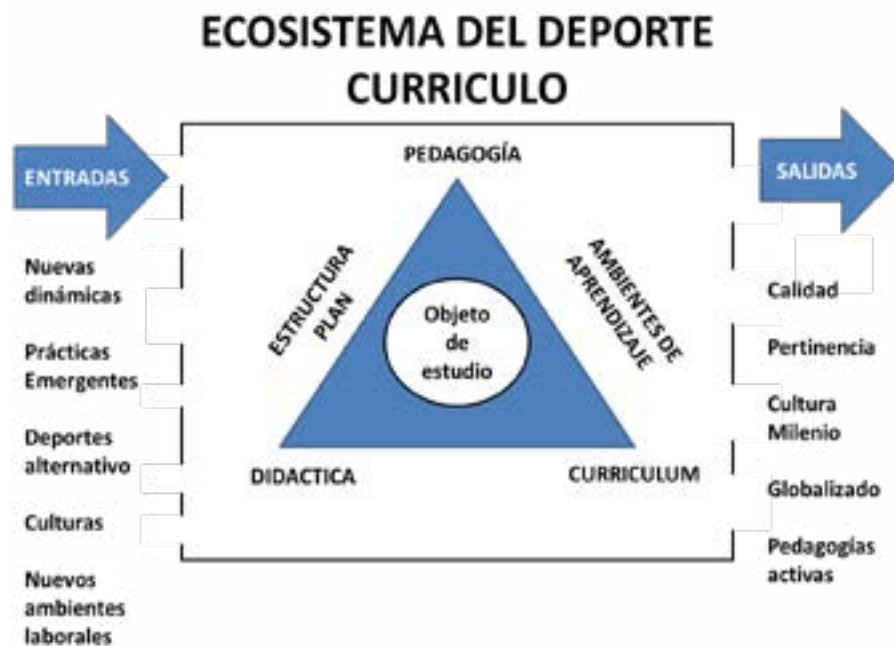 ECOSISTEMA DEL DEPORTE
CURRICULO
ENTRADAS
Nuevas
dinámicas
Prácticas
Emergentes
Deportes
alternativo
Culturas
Nuevos
ambientes
laborales
PEDAGOGÍA
ESTRUCTURA
PLAN
AMBIENTES DE
APRENDIZAJE
Objeto
de
estudio
DIDACTICA
CURRICULUM
SALIDAS
Calidad
Pertinencia
Cultura
Milenio
Globalizado
Pedagogías
activas